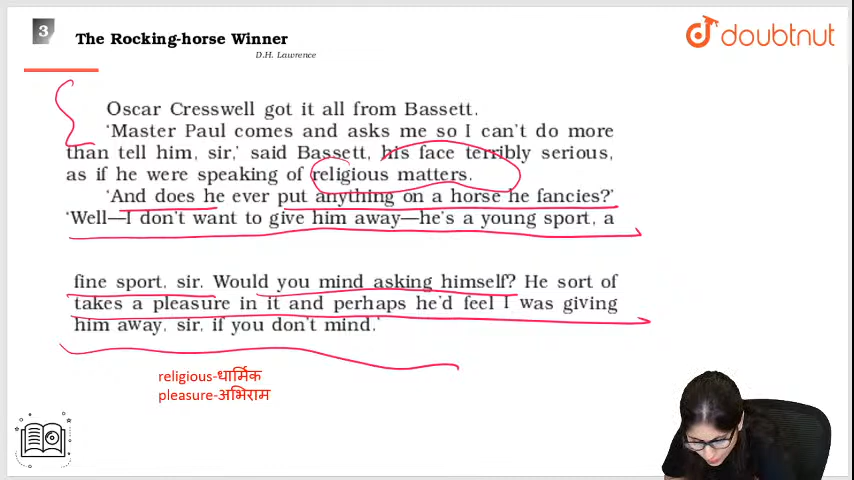 3
The Rocking-horse Winner
D.H. Lawrence
doubtnut
Oscar Cresswell got it all from Bassett.
'Master Paul comes and asks me so I can't do more
than tell him, sir,' said Bassett, his face terribly serious,
as if he were speaking of religious matters.
'And does he ever put anything on a horse he fancies?'
'Well—I don't want to give him away—he's a young sport, a
fine sport, sir. Would you mind asking himself? He sort of
takes a pleasure in it and perhaps he'd feel I was giving
him away, sir, if you don't mind.'
religious-धार्मिक
pleasure-अभिराम